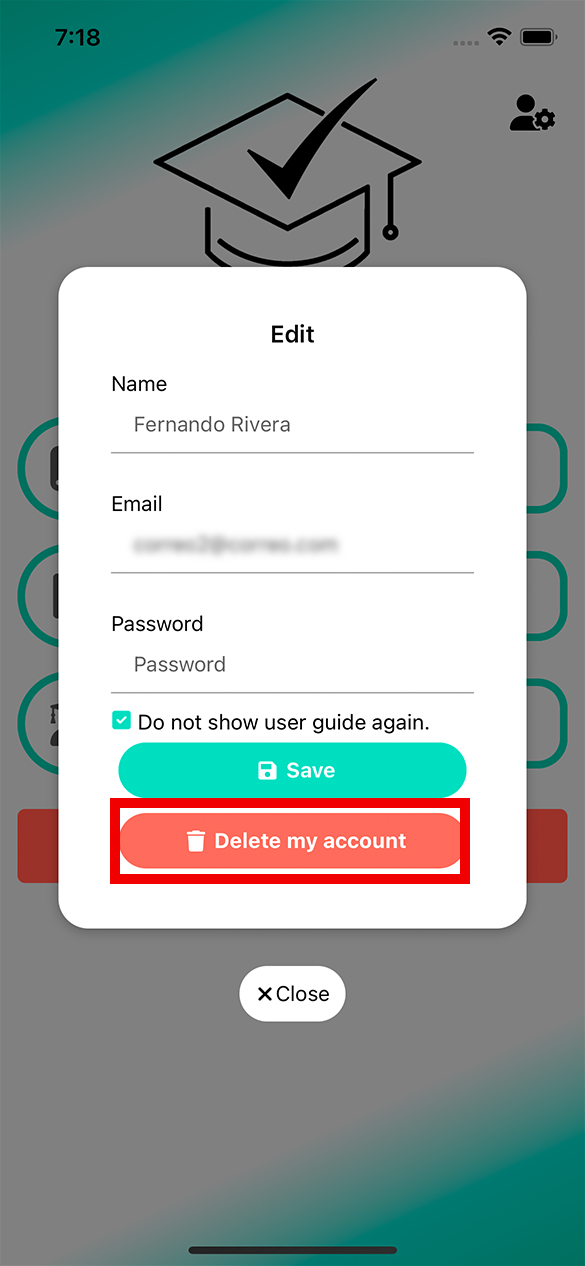 7:18
Edit
Name
Fernando Rivera
Email
Password
Password
Do not show user guide again.
Save
Delete my account
Close